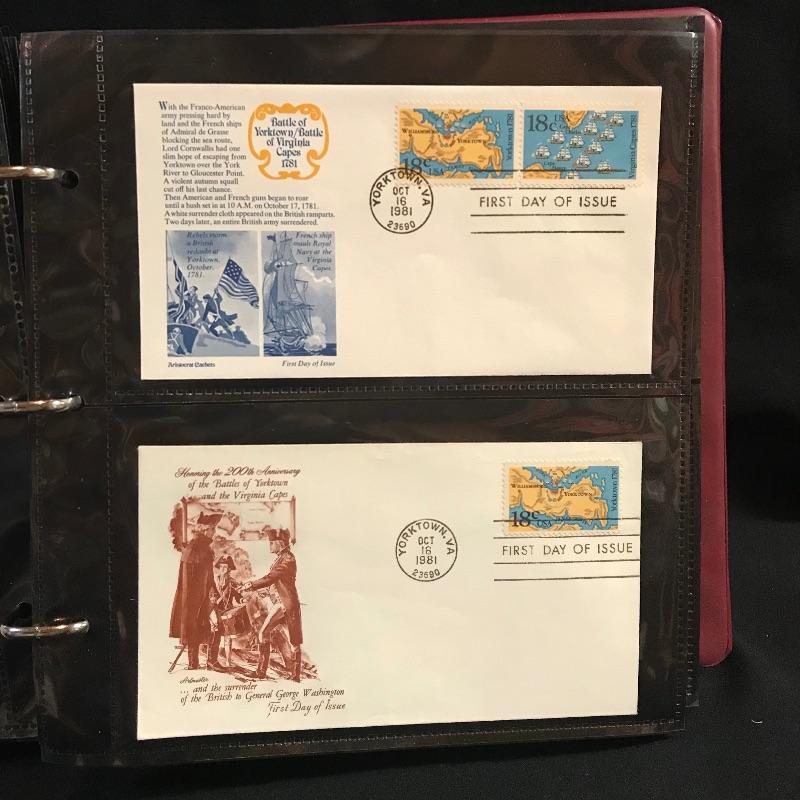 With the Franco-American
army pressing hard by
land and the French ships
of Admiral de Grasse
blocking the sea route,
Lord Cornwallis had one
slim hope of escaping from
Yorktown over the York
River to Gloucester Point.
A violent autumn squall
cut off his last chance.
Then American and French guns began to roar
until a hush set in at 10 A.M. on October 17, 1781.
A white surrender cloth appeared on the British ramparts.
Two days later, an entire British army surrendered.
Battle of
Yorktown/Battle
of Virginia
Capes
1781
Rebels storm
a British
redoubt at
Yorktown,
October,
1781.
French ship
mauls Royal
Navy at the
Virginia
Capes
Aristocrat Cachets
First Day of Issue
WILLIAMSBURG
YORKTOWN
18c
USA
Yorktown 1781
USA
18c
Virginia Capes 1781
YORKTOWN, VA
OCT
16
1981
23690
FIRST DAY OF ISSUE
Honoring the 200th Anniversary
of the Battles of Yorktown
and the Virginia Capes
Artmaster
... and the surrender
of the British to General George Washington
First Day of Issue
WILLIAMSBURG
YORKTOWN
18c
USA
Yorktown 1781
YORKTOWN, VA
OCT
16
1981
23690
FIRST DAY OF ISSUE